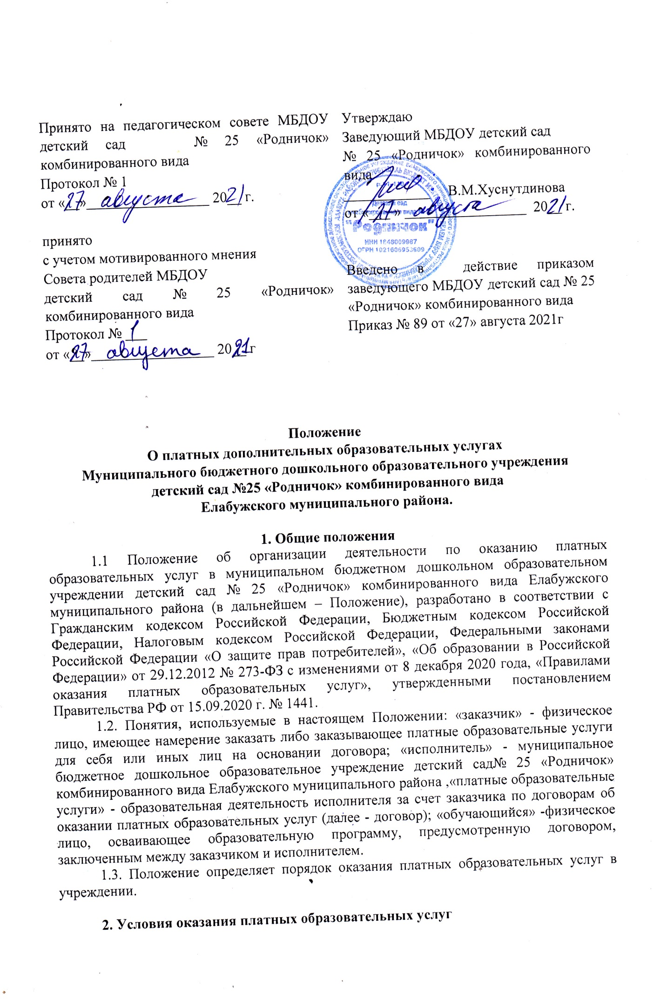 Принято на педагогическом совете МБДОУ
детский сад № 25 «Родничок»
комбинированного вида
Протокол № 1
от «27» августа 2021 г.
принято
с учетом мотивированного мнения
Совета родителей МБДОУ
детский сад № 25 «Родничок»
комбинированного вида
Протокол № 1
от «27» августа 2021г
Утверждаю
Заведующий МБДОУ детский сад
№ 25 «Родничок» комбинированного
вида
В.М.Хуснутдинова
от «27» августа 2021 г.
Детский сад
комбинированного вида
"Родничок"
ИНН 1646009987
ОГРН 1021606953609
Введено в действие приказом
заведующего МБДОУ детский сад № 25
«Родничок» комбинированного вида
Приказ № 89 от «27» августа 2021г
Положение
О платных дополнительных образовательных услугах
Муниципального бюджетного дошкольного образовательного учреждения
детский сад №25 «Родничок» комбинированного вида
Елабужского муниципального района.
1. Общие положения
1.1 Положение об организации деятельности по оказанию платных
образовательных услуг в муниципальном бюджетном дошкольном образовательном
учреждении детский сад № 25 «Родничок» комбинированного вида Елабужского
муниципального района (в дальнейшем – Положение), разработано в соответствии с
Гражданским кодексом Российской Федерации, Бюджетным кодексом Российской
Федерации, Налоговым кодексом Российской Федерации, Федеральными законами
Российской Федерации «О защите прав потребителей», «Об образовании в Российской
Федерации» от 29.12.2012 № 273-ФЗ с изменениями от 8 декабря 2020 года, «Правилами
оказания платных образовательных услуг», утвержденными постановлением
Правительства РФ от 15.09.2020 г. № 1441.
1.2. Понятия, используемые в настоящем Положении: «заказчик» - физическое
лицо, имеющее намерение заказать либо заказывающее платные образовательные услуги
для себя или иных лиц на основании договора; «исполнитель» - муниципальное
бюджетное дошкольное образовательное учреждение детский сад№ 25 «Родничок»
комбинированного вида Елабужского муниципального района ,«платные образовательные
услуги» - образовательная деятельность исполнителя за счет заказчика по договорам об
оказании платных образовательных услуг (далее - договор); «обучающийся» -физическое
лицо, осваивающее образовательную программу, предусмотренную договором,
заключенным между заказчиком и исполнителем.
1.3. Положение определяет порядок оказания платных образовательных услуг в
учреждении.
2. Условия оказания платных образовательных услуг